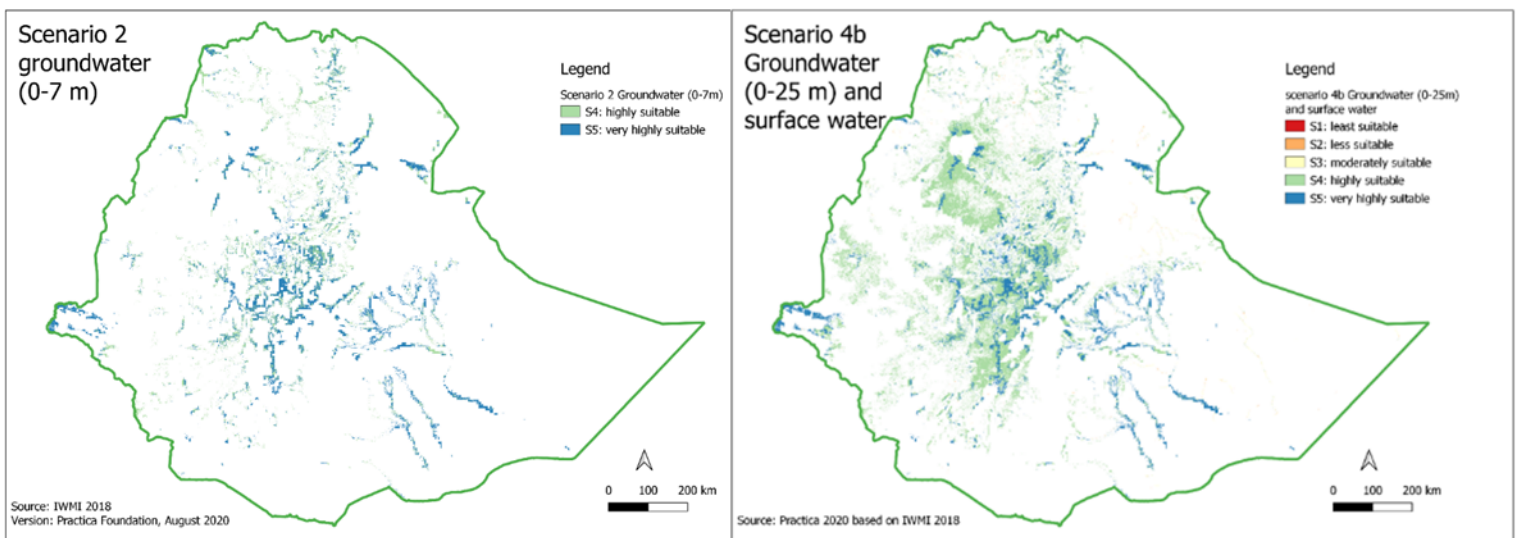 Scenario 2
groundwater
(0-7 m)
Legend
Scenario 2 Groundwater (0-7m)
S4: highly suitable
S5: very highly suitable
0 100 200 km
Source: IWMI 2018
Version: Practica Foundation, August 2020
Scenario 4b
Groundwater
(0-25 m) and
surface water
Legend
scenario 4b Groundwater (0-25m)
and surface water
S1: least suitable
S2: less suitable
S3: moderately suitable
S4: highly suitable
S5: very highly suitable
0 100 200 km
Source: Practica 2020 based on IWMI 2018